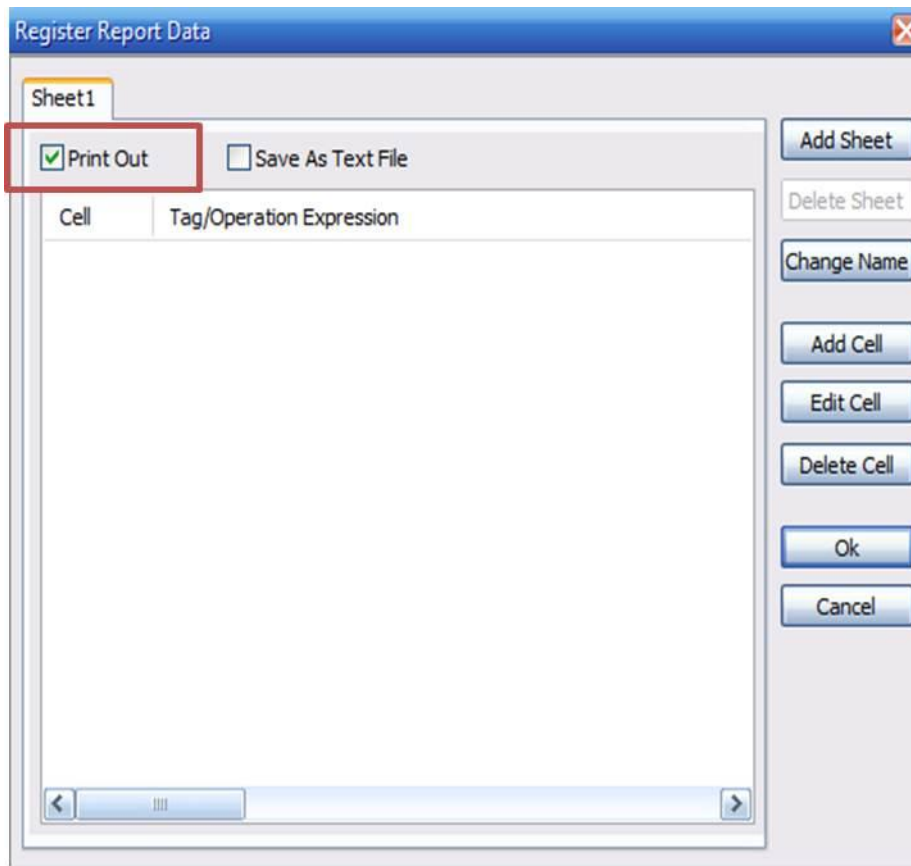 Register Report Data
Sheet1
Print Out
Save As Text File
Cell
Tag/Operation Expression
Add Sheet
Delete Sheet
Change Name
Add Cell
Edit Cell
Delete Cell
Ok
Cancel